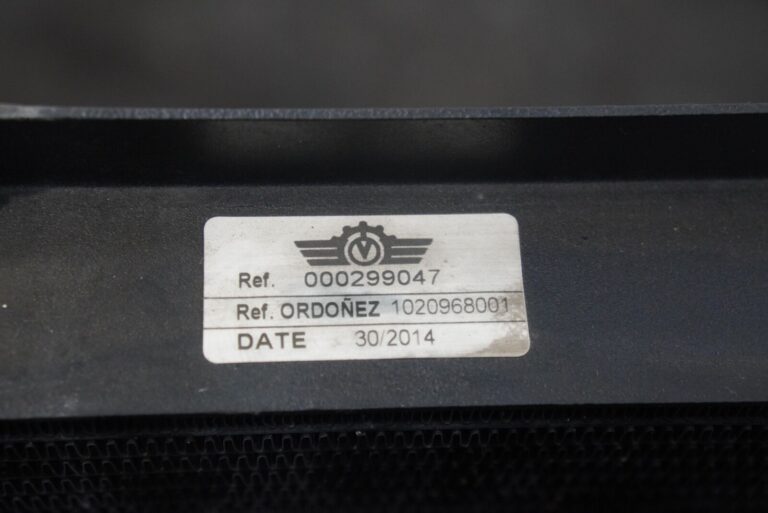 V
Ref. 000299047
Ref. ORDOÑEZ 1020968001
DATE 30/2014